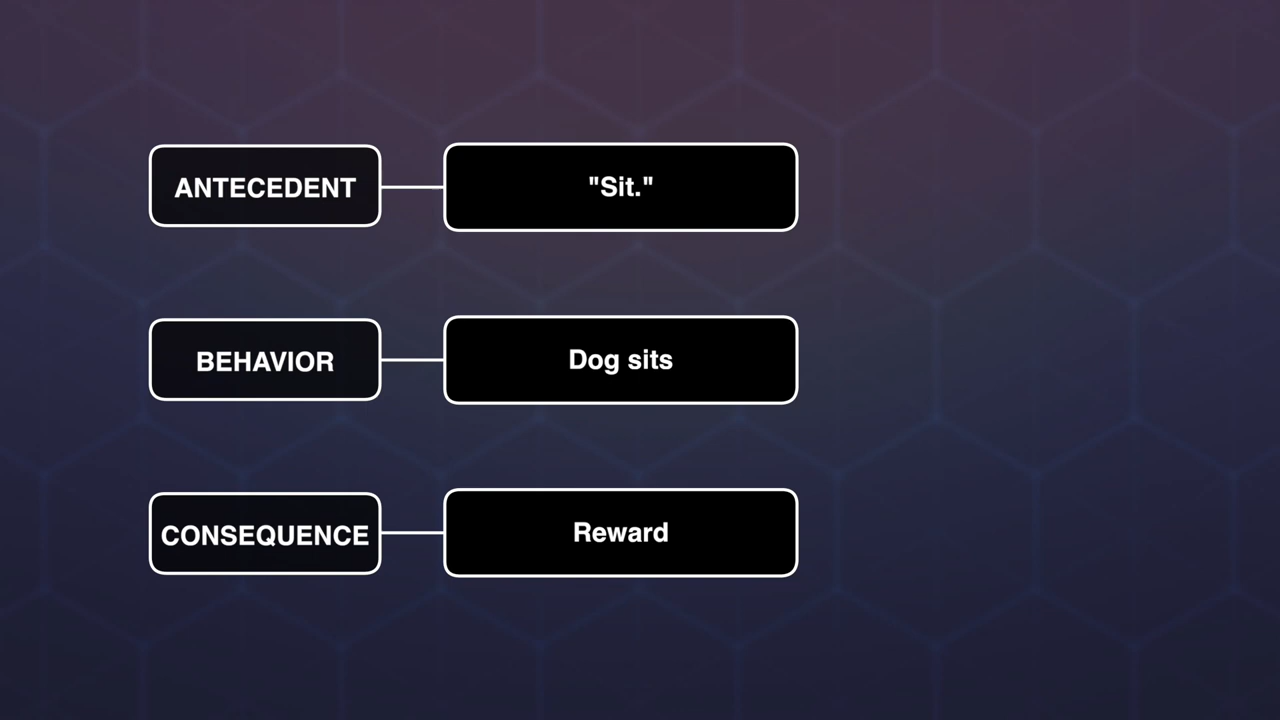 ANTECEDENT
"Sit."
BEHAVIOR
Dog sits
CONSEQUENCE
Reward